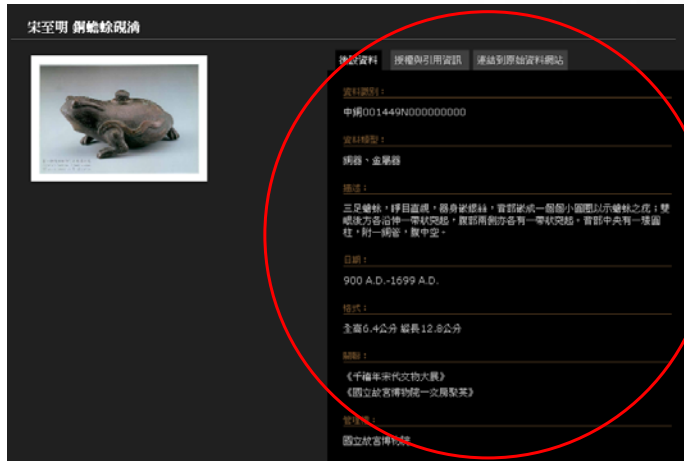 宋至明 銅蟾蜍硯滴
後設資料 授權與引用資訊 連結到原始資料網站
資料識別：
中銅001449N000000000
資料類型：
銅器、金屬器
描述：
三足蟾蜍，睜目直視，器身嵌銀絲，背部嵌成一個個小圓圈以示蟾蜍之疣；雙
眼後方各沿伸一帶狀突起，腹部兩側亦各有一帶狀突起。背部中央有一矮圓
柱，附一銅管，腹中空。
日期：
900 A.D.-1699 A.D.
格式：
全高6.4公分 縱長12.8公分
關聯：
《千禧年宋代文物大展》
《國立故宮博物院—文房聚英》
國立故宮博物院